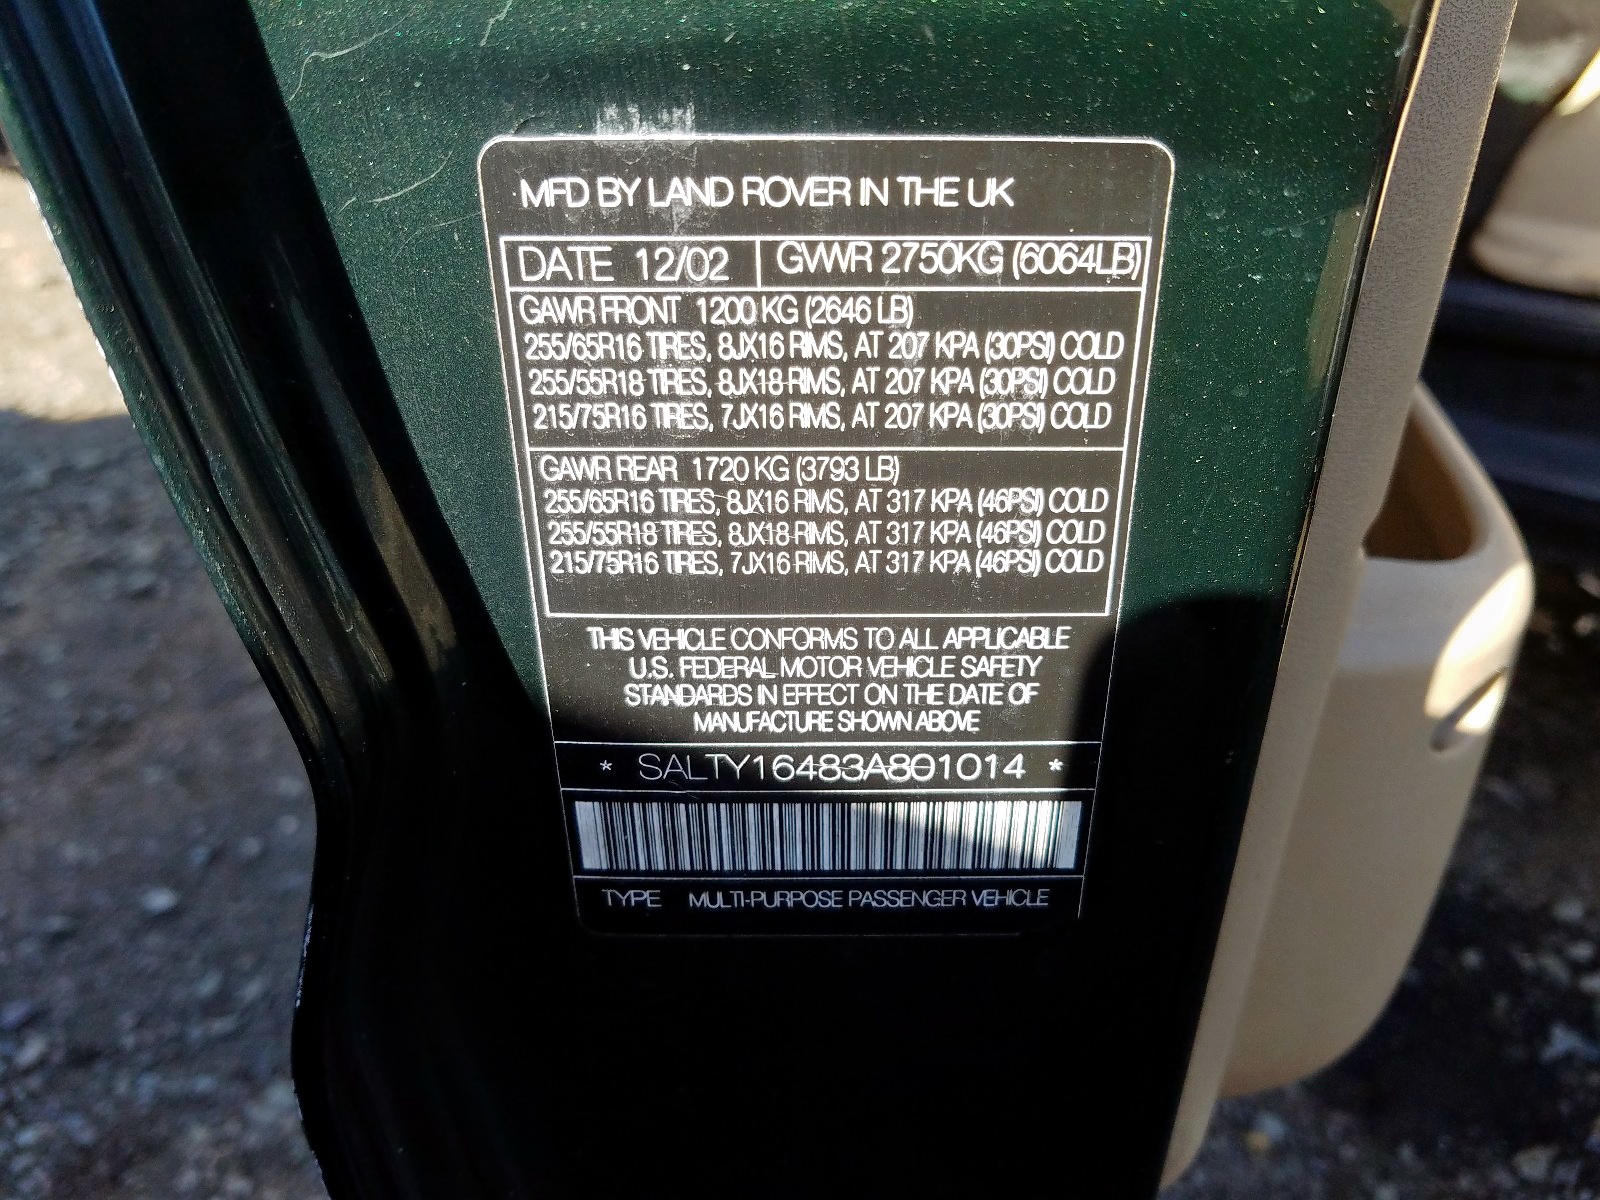 MFD BY LAND ROVER IN THE UK
DATE 12/02 GVWR 2750KG (6064LB)
GAWR FRONT 1200 KG (2646 LB)
255/65R16 TIRES, 8JX16 RIMS, AT 207 KPA (30PSI) COLD
255/55R18 TIRES, 8JX18 RIMS, AT 207 KPA (30PSI) COLD
215/75R16 TIRES, 7JX16 RIMS, AT 207 KPA (30PSI) COLD
GAWR REAR 1720 KG (3793 LB)
255/65R16 TIRES, 8JX16 RIMS, AT 317 KPA (46PSI) COLD
255/55R18 TIRES, 8JX18 RIMS, AT 317 KPA (46PSI) COLD
215/75R16 TIRES, 7JX16 RIMS, AT 317 KPA (46PSI) COLD
THIS VEHICLE CONFORMS TO ALL APPLICABLE
U.S. FEDERAL MOTOR VEHICLE SAFETY
STANDARDS IN EFFECT ON THE DATE OF
MANUFACTURE SHOWN ABOVE
* SALTY16483A801014 *
TYPE MULTI-PURPOSE PASSENGER VEHICLE